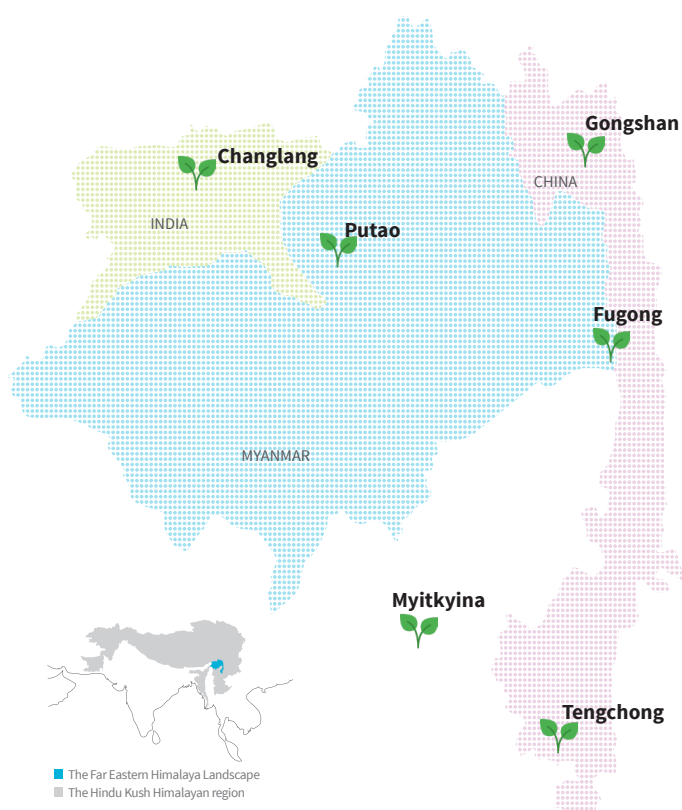 Gongshan
Changlang
CHINA
INDIA
Putao
Fugong
MYANMAR
Myitkyina
Tengchong
The Far Eastern Himalaya Landscape
The Hindu Kush Himalayan region